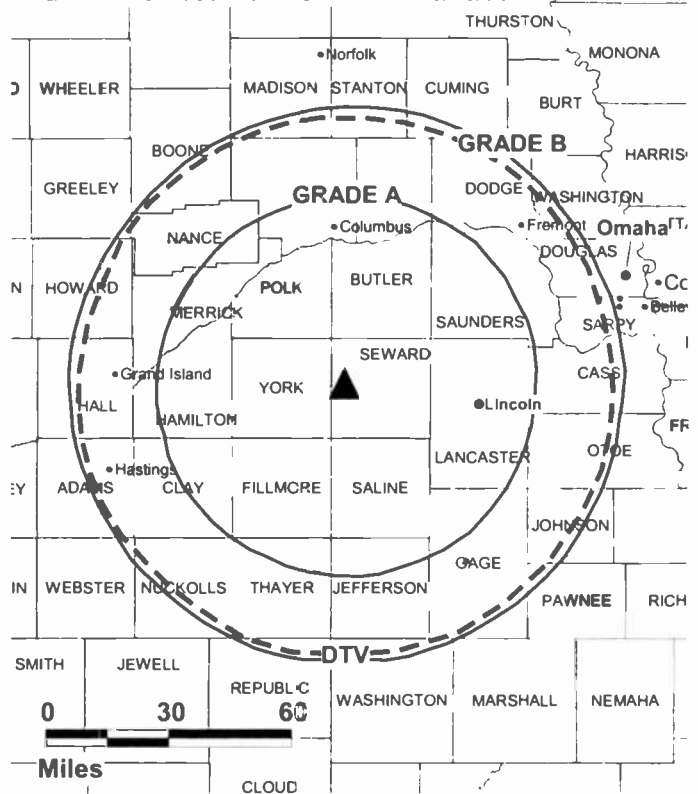 THURSTON
Norfolk
MONONA
WHEELER
MADISON
STANTON
CUMING
BURT
BOONE
GRADE B
HARRIS
GREELEY
GRADE A
DODGE
WASHINGTON
Columbus
Fremont
Omaha
NANCE
DOUGLAS
HOWARD
POLK
BUTLER
MERRICK
Belle
SAUNDERS
SARPY
SEWARD
Grand Island
YORK
CASS
HALL
Lincoln
HAMILTON
LANCASTER
OTOE
Hastings
ADAMS
CLAY
FILLMORE
SALINE
JOHNSON
GAGE
WEBSTER
NUCKOLLS
THAYER
JEFFERSON
PAWNEE
RICH
DTV
SMITH
JEWELL
REPUBLIC
WASHINGTON
MARSHALL
NEMAHA
0 30 60
Miles
CLOUD